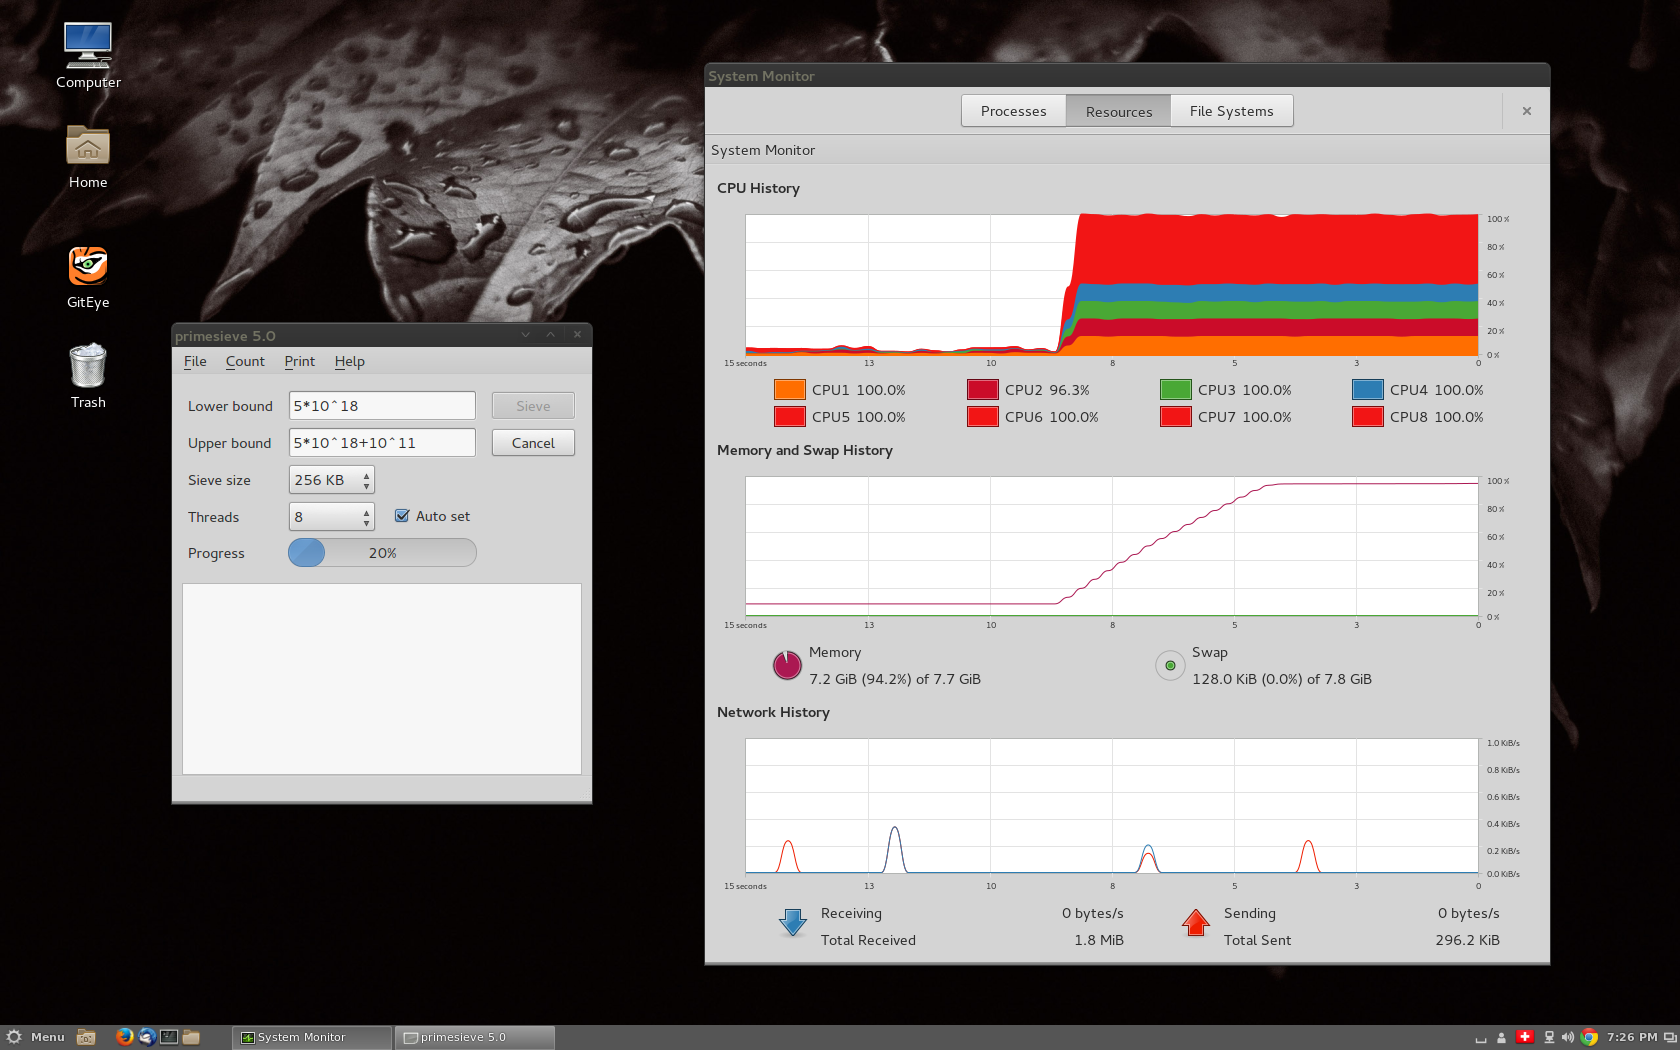 Computer
Home
GitEye
Trash
primesieve 5.0
File Count Print Help
Lower bound 5*10^18 Sieve
Upper bound 5*10^18+10^11 Cancel
Sieve size 256 KB
Threads 8 Auto set
Progress 20%
System Monitor
Processes Resources File Systems
System Monitor
CPU History
100 %
80 %
60 %
40 %
20 %
0 %
15 seconds 13 10 8 5 3 0
CPU1 100.0% CPU2 96.3% CPU3 100.0% CPU4 100.0%
CPU5 100.0% CPU6 100.0% CPU7 100.0% CPU8 100.0%
Memory and Swap History
100 %
80 %
60 %
40 %
20 %
0 %
15 seconds 13 10 8 5 3 0
Memory Swap
7.2 GiB (94.2%) of 7.7 GiB 128.0 KiB (0.0%) of 7.8 GiB
Network History
1.0 KiB/s
0.8 KiB/s
0.6 KiB/s
0.4 KiB/s
0.2 KiB/s
0.0 KiB/s
15 seconds 13 10 8 5 3 0
Receiving 0 bytes/s Sending 0 bytes/s
Total Received 1.8 MiB Total Sent 296.2 KiB
Menu System Monitor primesieve 5.0 7:26 PM